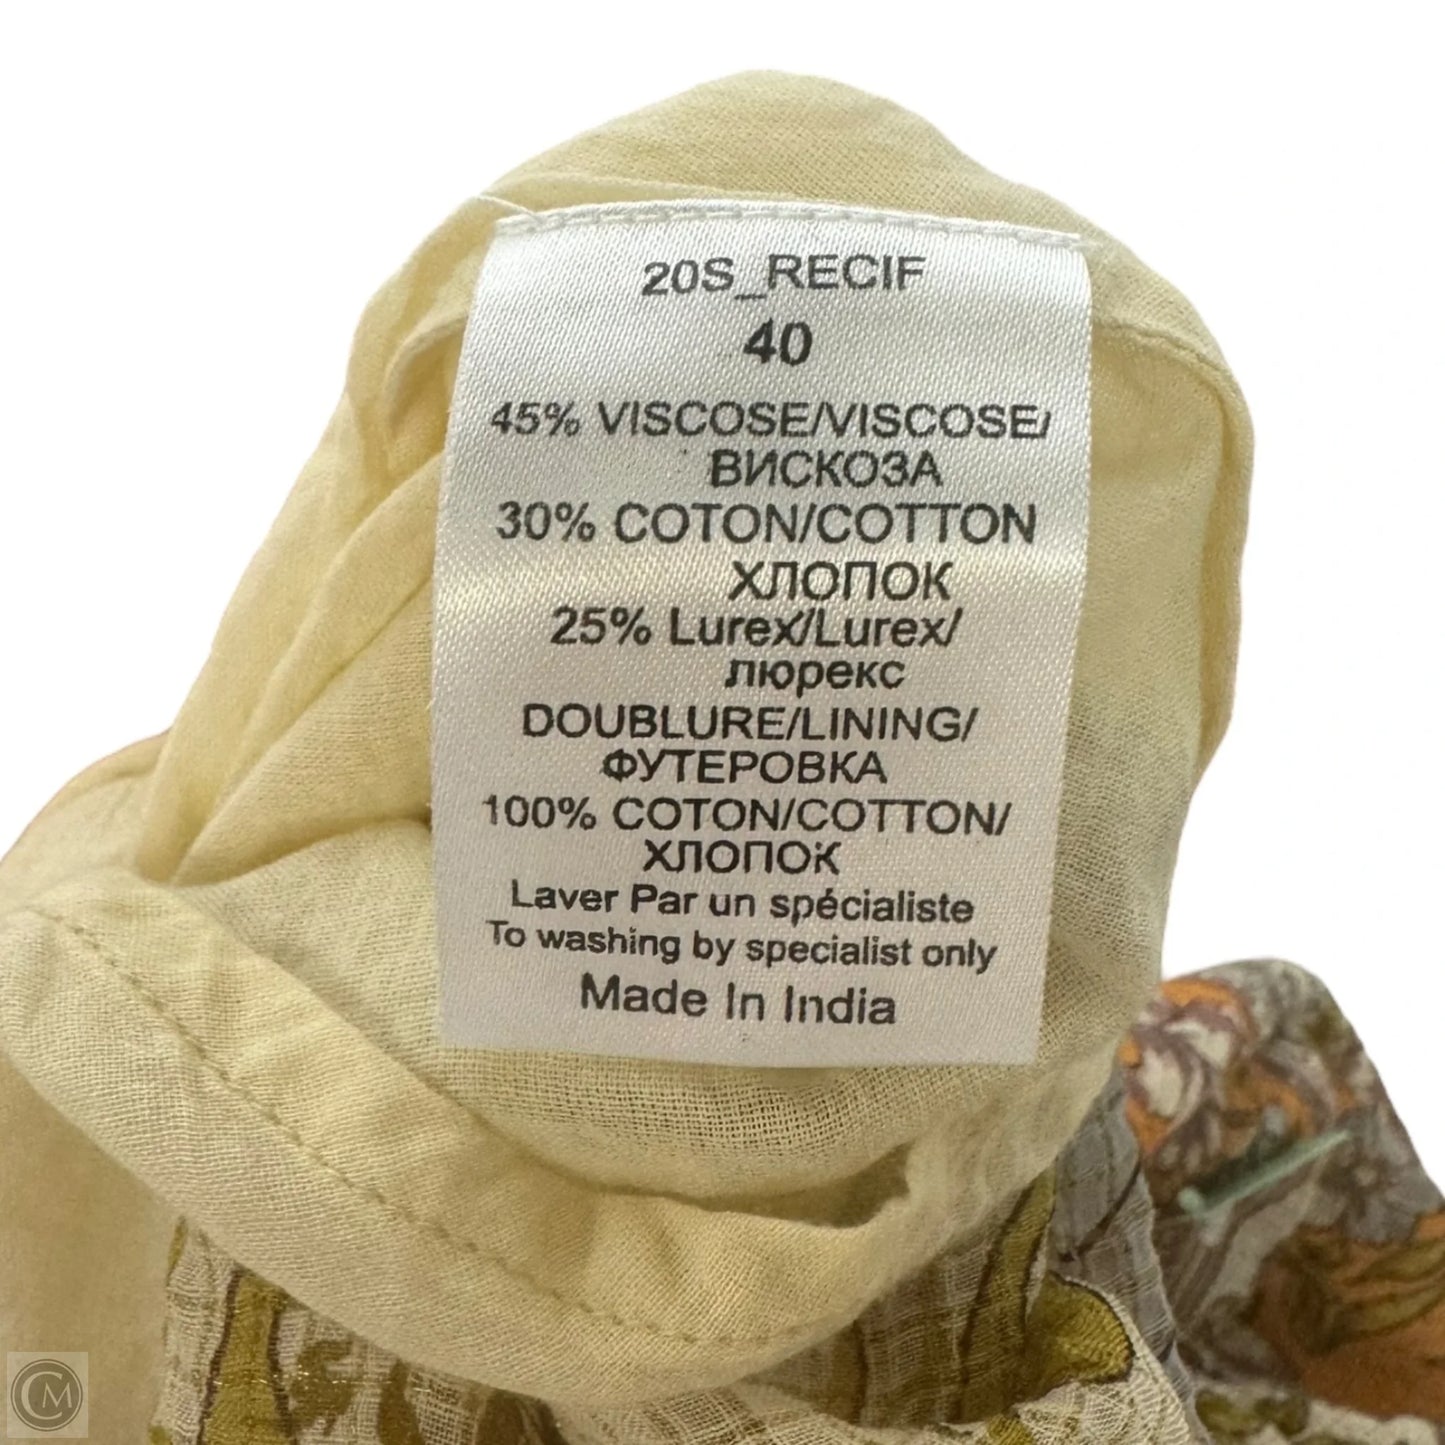 20S_RECIF
40
45% VISCOSE/VISCOSE/
ВИСКОЗА
30% COTON/COTTON
ХЛОПОК
25% Lurex/Lurex/
люрекс
DOUBLURE/LINING/
ФУТЕРОВКА
100% COTON/COTTON/
ХЛОПОК
Laver Par un spécialiste
To washing by specialist only
Made In India
CM